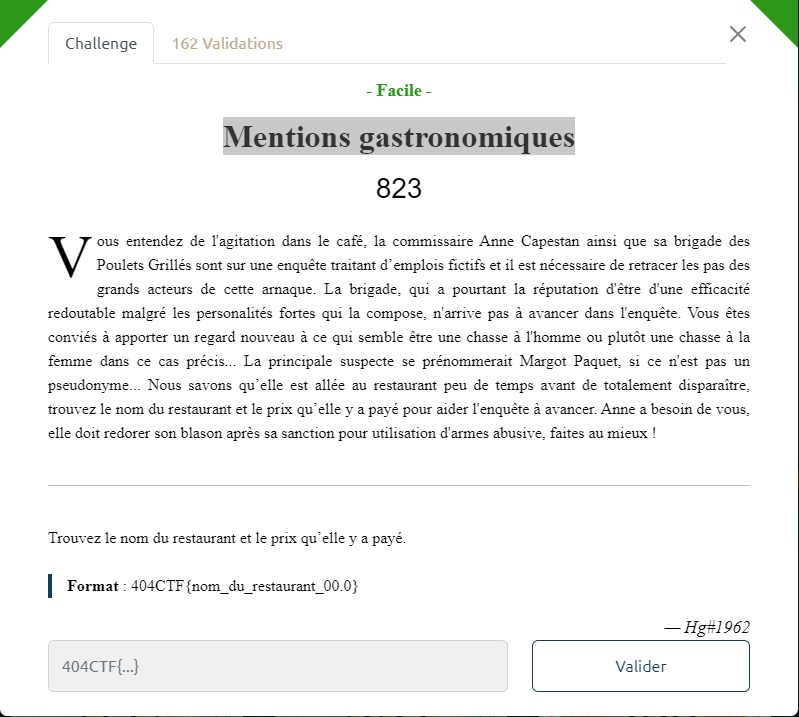 Challenge
162 Validations
- Facile -
Mentions gastronomiques
823
Vous entendez de l'agitation dans le café, la commissaire Anne Capestan ainsi que sa brigade des
Poulets Grillés sont sur une enquête traitant d’emplois fictifs et il est nécessaire de retracer les pas des
grands acteurs de cette arnaque. La brigade, qui a pourtant la réputation d'être d'une efficacité
redoutable malgré les personalités fortes qui la compose, n'arrive pas à avancer dans l'enquête. Vous êtes
conviés à apporter un regard nouveau à ce qui semble être une chasse à l'homme ou plutôt une chasse à la
femme dans ce cas précis... La principale suspecte se prénommerait Margot Paquet, si ce n'est pas un
pseudonyme... Nous savons qu’elle est allée au restaurant peu de temps avant de totalement disparaître,
trouvez le nom du restaurant et le prix qu’elle y a payé pour aider l'enquête à avancer. Anne a besoin de vous,
elle doit redorer son blason après sa sanction pour utilisation d'armes abusive, faites au mieux !
Trouvez le nom du restaurant et le prix qu’elle y a payé.
Format : 404CTF{nom_du_restaurant_00.0}
— Hg#1962
404CTF{...}
Valider